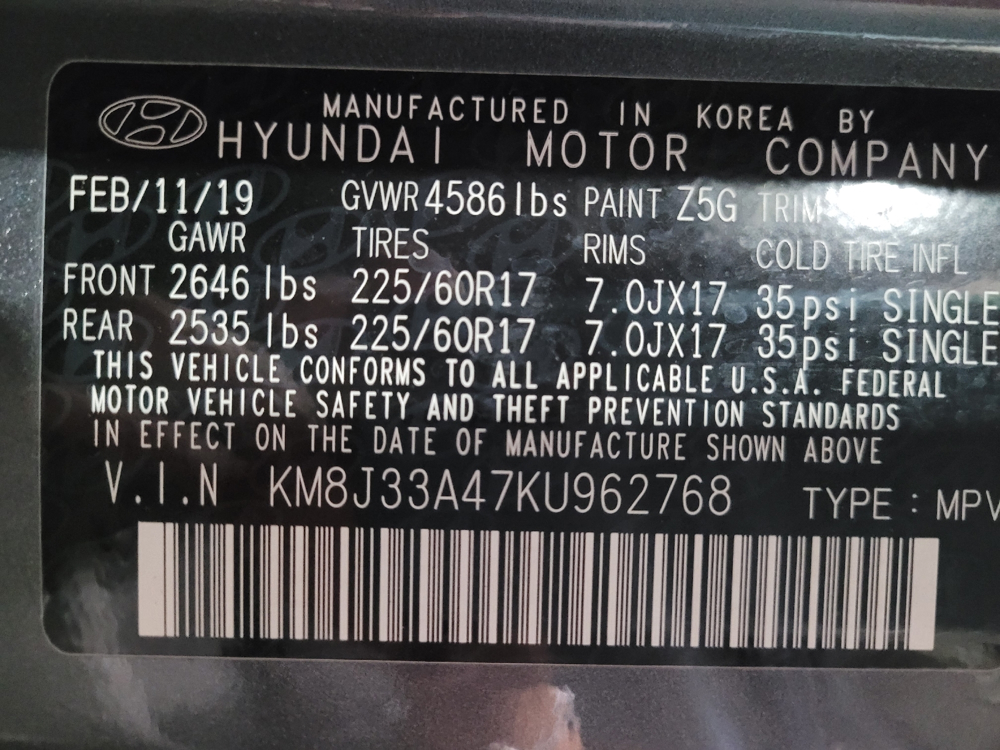 MANUFACTURED IN KOREA BY
HYUNDAI MOTOR COMPANY
FEB/11/19 GVWR 4586 lbs PAINT Z5G TRIM
GAWR TIRES RIMS COLD TIRE INFL
FRONT 2646 lbs 225/60R17 7.0JX17 35psi SINGLE
REAR 2535 lbs 225/60R17 7.0JX17 35psi SINGLE
THIS VEHICLE CONFORMS TO ALL APPLICABLE U.S.A. FEDERAL
MOTOR VEHICLE SAFETY AND THEFT PREVENTION STANDARDS
IN EFFECT ON THE DATE OF MANUFACTURE SHOWN ABOVE
V.I.N KM8J33A47KU962768 TYPE : MPV